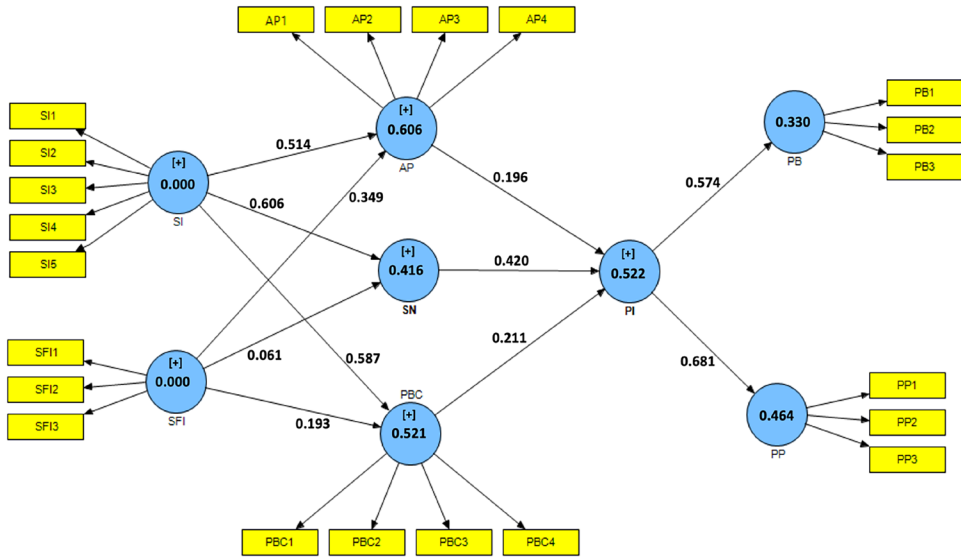 AP1
AP2
AP3
AP4
SI1
SI2
SI3
SI4
SI5
[+]
0.000
SI
[+]
0.606
AP
0.514
0.349
0.606
0.196
[+]
0.416
SN
0.420
[+]
0.522
PI
0.574
0.330
PB
PB1
PB2
PB3
SFI1
SFI2
SFI3
[+]
0.000
SFI
0.061
0.587
0.193
PBC
[+]
0.521
0.211
0.681
0.464
PP
PP1
PP2
PP3
PBC1
PBC2
PBC3
PBC4